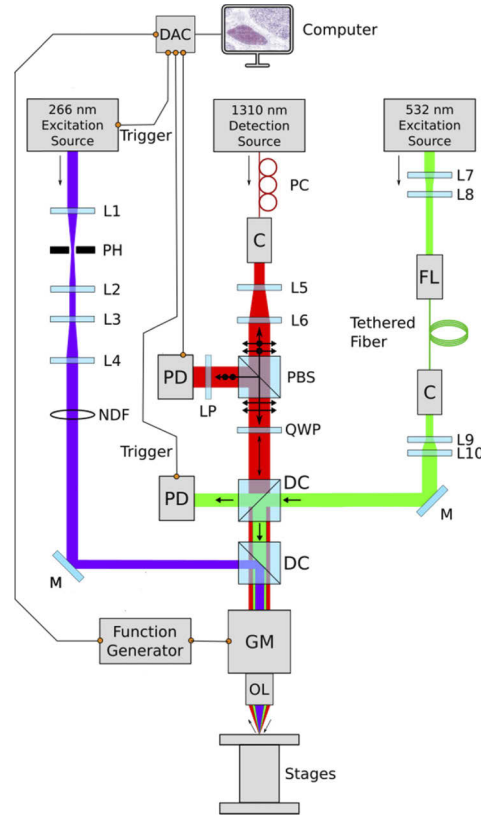 DAC
Computer
266 nm
Excitation
Source
Trigger
1310 nm
Detection
Source
532 nm
Excitation
Source
PC
L7
L8
L1
C
FL
PH
L2
L5
L3
L6
Tethered
Fiber
L4
PD
PBS
C
LP
NDF
QWP
L9
L10
Trigger
PD
DC
M
DC
M
Function
Generator
GM
OL
Stages